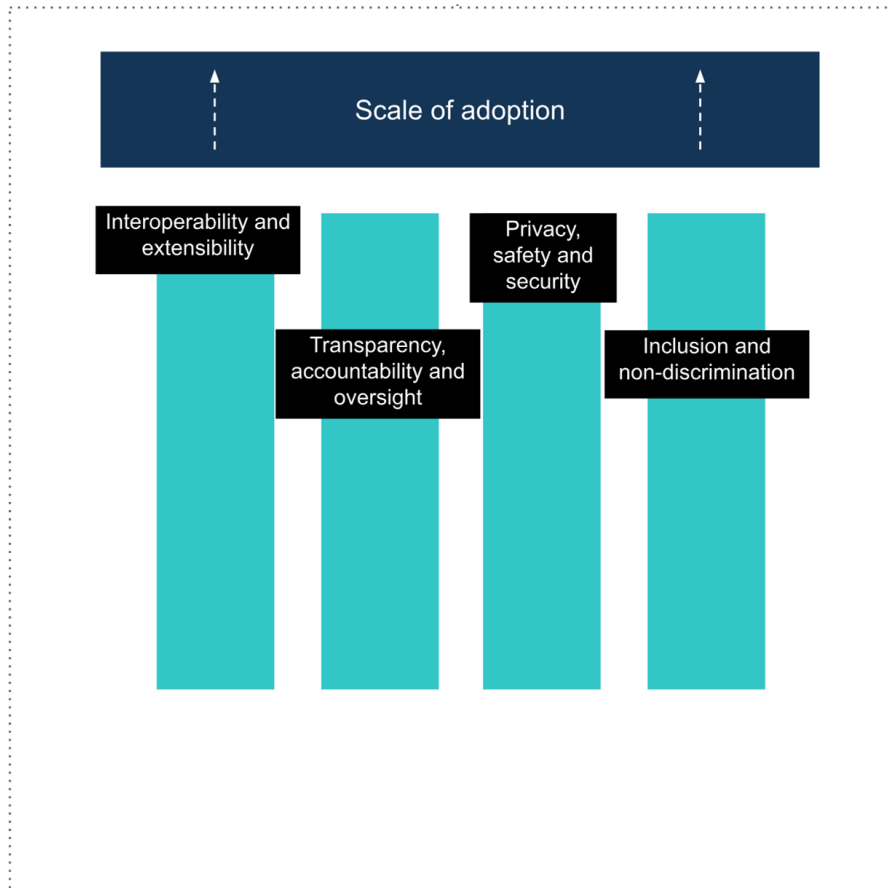 Scale of adoption
Interoperability and
extensibility
Transparency,
accountability and
oversight
Privacy,
safety and
security
Inclusion and
non-discrimination